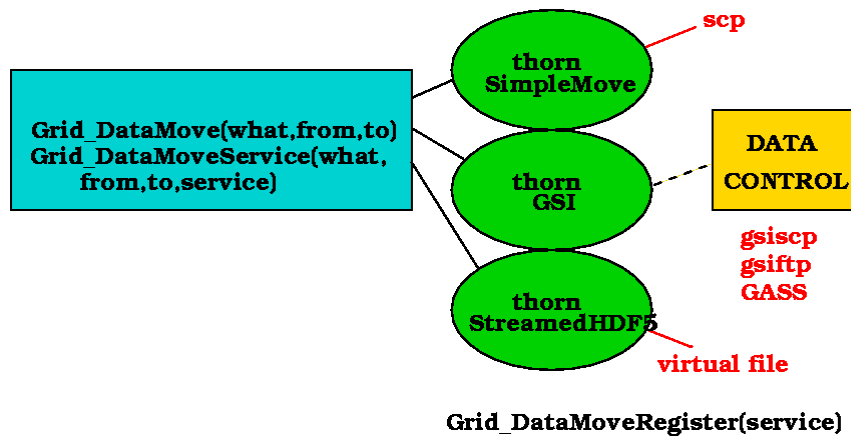 scp
thorn
SimpleMove
Grid_DataMove(what,from,to)
Grid_DataMoveService(what,
from,to,service)
thorn
GSI
DATA
CONTROL
gsiscp
gsiftp
GASS
thorn
StreamedHDF5
virtual file
Grid_DataMoveRegister(service)